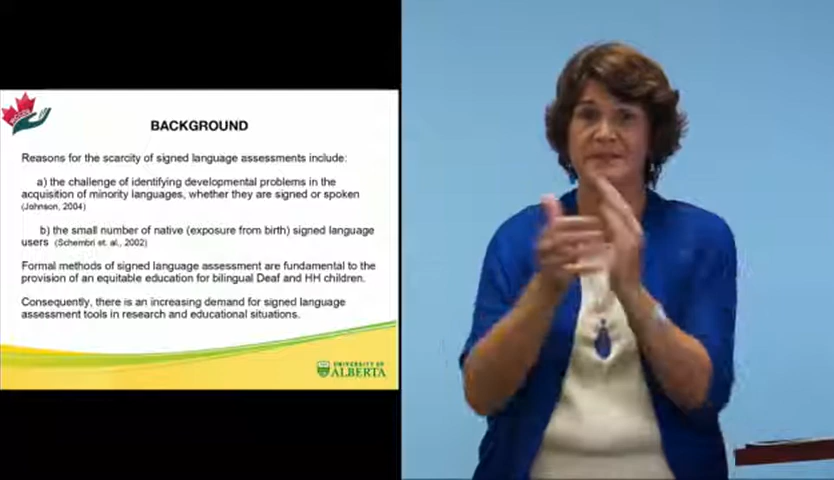 BACKGROUND
Reasons for the scarcity of signed language assessments include:
a) the challenge of identifying developmental problems in the
acquisition of minority languages, whether they are signed or spoken
(Johnson, 2004)
b) the small number of native (exposure from birth) signed language
users (Schembri et. al., 2002)
Formal methods of signed language assessment are fundamental to the
provision of an equitable education for bilingual Deaf and HH children.
Consequently, there is an increasing demand for signed language
assessment tools in research and educational situations.
UNIVERSITY OF
ALBERTA